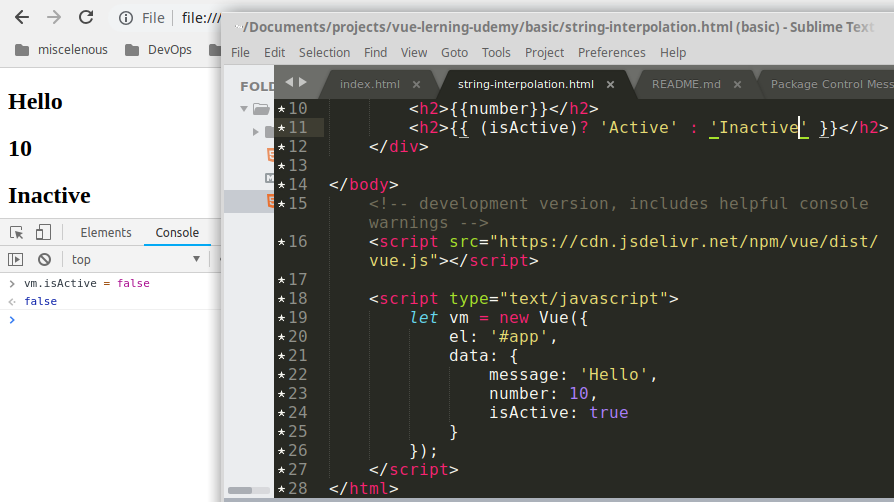 File file:///
miscelenous DevOps
Hello
10
Inactive
Elements Console
top
vm.isActive = false
false
/Documents/projects/vue-lerning-udemy/basic/string-interpolation.html (basic) - Sublime Text
File Edit Selection Find View Goto Tools Project Preferences Help
FOLD
index.html string-interpolation.html README.md Package Control Mess
10 <h2>{{number}}</h2>
11 <h2>{{ (isActive)? 'Active' : 'Inactive' }}</h2>
12 </div>
13
14 </body>
15 <!-- development version, includes helpful console
warnings -->
16 <script src="https://cdn.jsdelivr.net/npm/vue/dist/
vue.js"></script>
17
18 <script type="text/javascript">
19 let vm = new Vue({
20 el: '#app',
21 data: {
22 message: 'Hello',
23 number: 10,
24 isActive: true
25 }
26 });
27 </script>
28 </html>